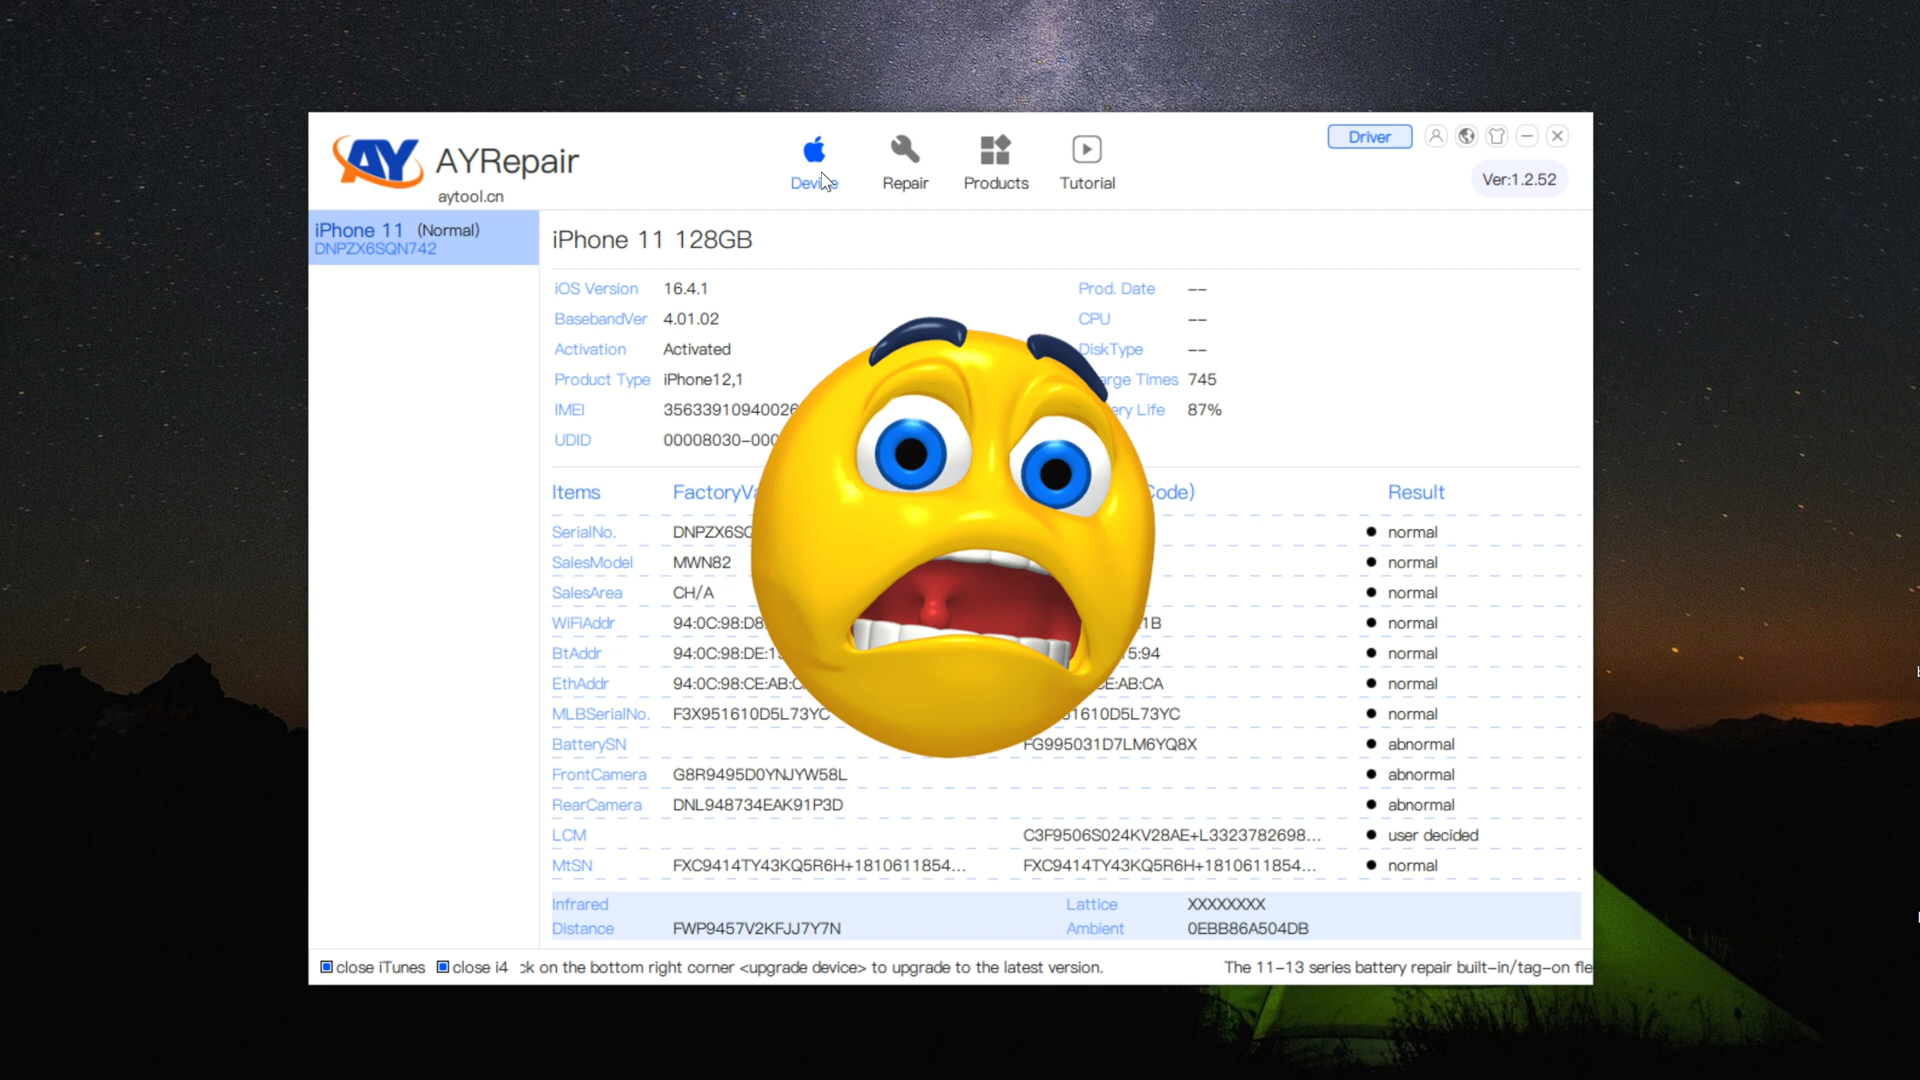 AY AYRepair
aytool.cn
Device Repair Products Tutorial
Driver
Ver:1.2.52
iPhone 11 (Normal)
DNPZX6SQN742
iPhone 11 128GB
iOS Version 16.4.1 Prod. Date --
BasebandVer 4.01.02 CPU --
Activation Activated DiskType --
Product Type iPhone12,1 Times 745
IMEI Life 87%
UDID
Items Result
SerialNo. normal
SalesModel MWN82 normal
SalesArea CH/A normal
WiFiAddr normal
BtAddr normal
EthAddr normal
MLBSerialNo. F3X951610D5L73YC normal
BatterySN FG995031D7LM6YQ8X abnormal
FrontCamera G8R9495D0YNJYW58L abnormal
RearCamera DNL948734EAK91P3D abnormal
LCM C3F9506S024KV28AE+L3323782698... user decided
MtSN FXC9414TY43KQ5R6H+1810611854... FXC9414TY43KQ5R6H+1810611854... normal
Infrared Lattice XXXXXXXX
Distance FWP9457V2KFJJ7Y7N Ambient 0EBB86A504DB
close iTunes close i4 on the bottom right corner <upgrade device> to upgrade to the latest version. The 11-13 series battery repair built-in/tag-on